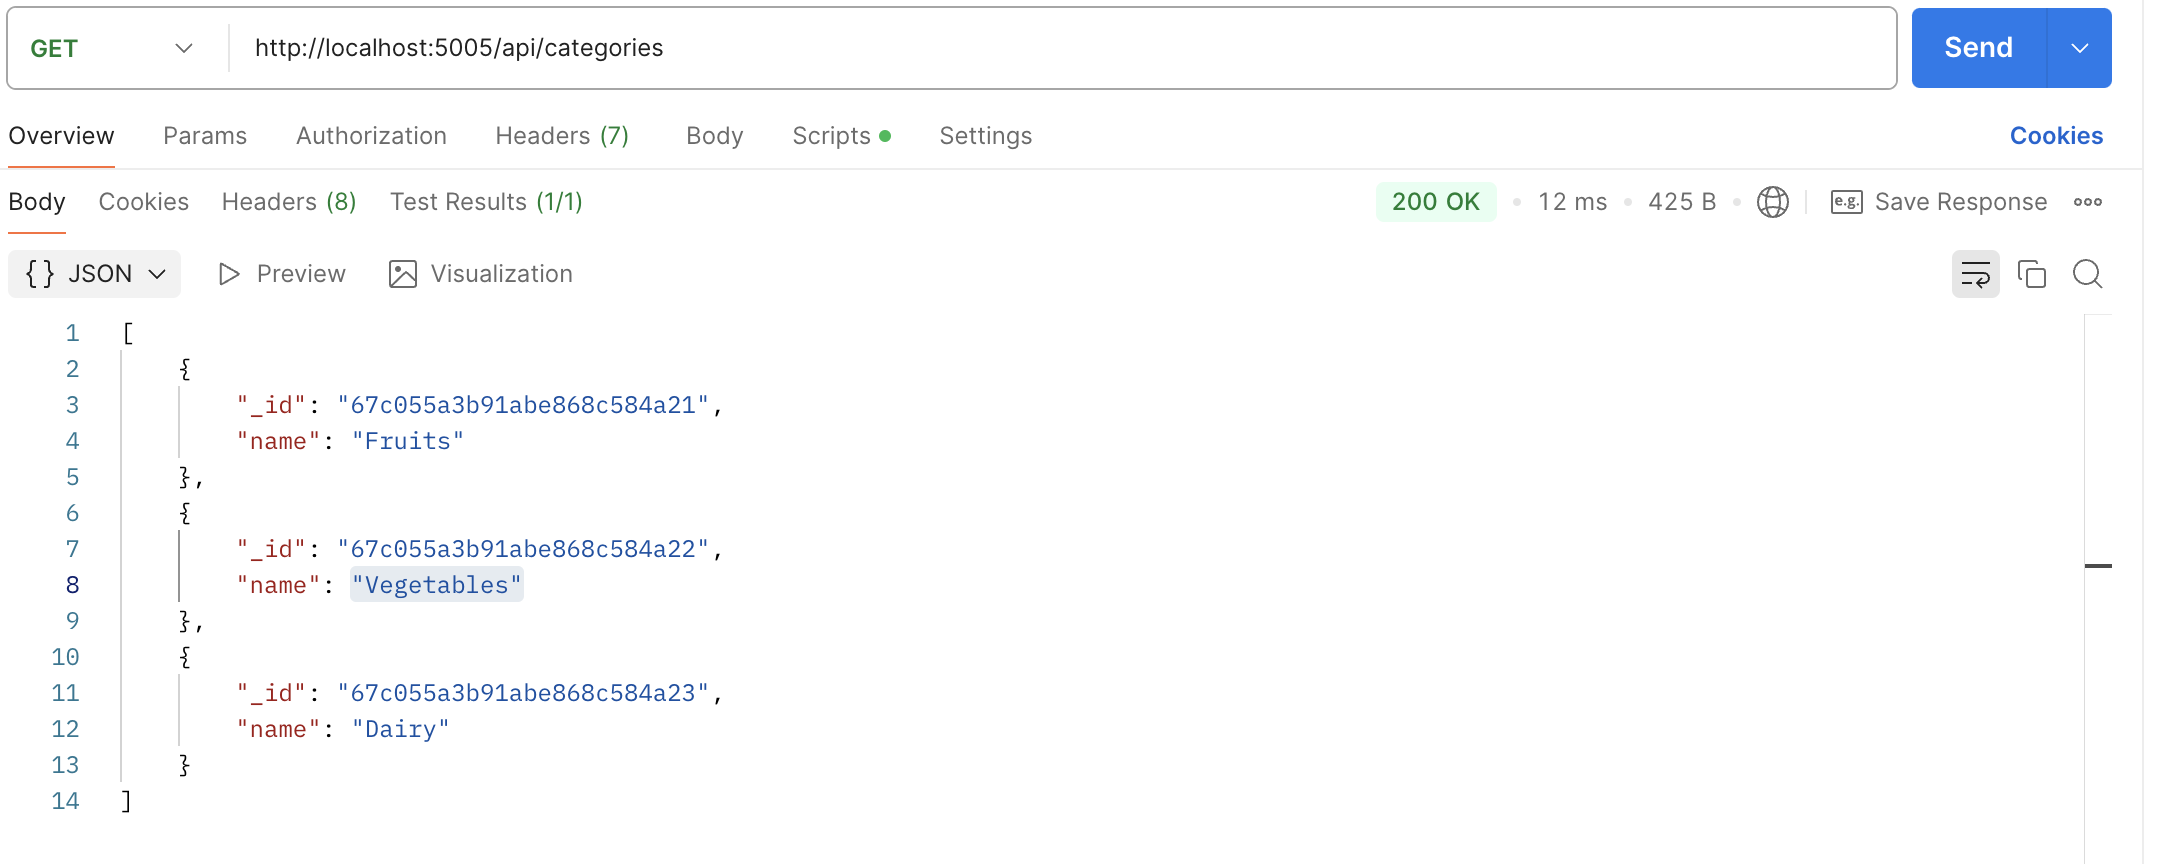 GET http://localhost:5005/api/categories Send
Overview Params Authorization Headers (7) Body Scripts Settings Cookies
Body Cookies Headers (8) Test Results (1/1) 200 OK • 12 ms • 425 B • e.g. Save Response
{} JSON Preview Visualization
1 [
2 {
3 "_id": "67c055a3b91abe868c584a21",
4 "name": "Fruits"
5 },
6 {
7 "_id": "67c055a3b91abe868c584a22",
8 "name": "Vegetables"
9 },
10 {
11 "_id": "67c055a3b91abe868c584a23",
12 "name": "Dairy"
13 }
14 ]